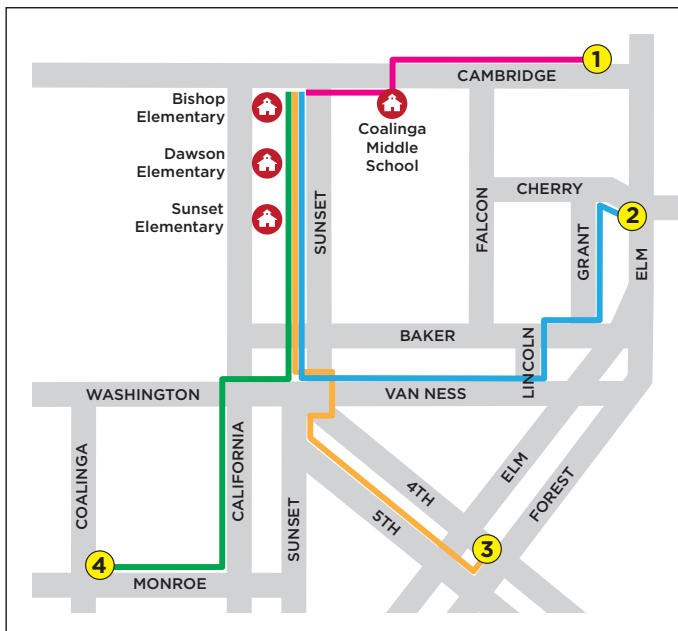 1
CAMBRIDGE
Bishop
Elementary
Coalinga
Middle
School
Dawson
Elementary
Sunset
Elementary
SUNSET
FALCON
CHERRY
2
GRANT
ELM
BAKER
LINCOLN
WASHINGTON
VAN NESS
COALINGA
CALIFORNIA
SUNSET
4TH
5TH
ELM
FOREST
3
4
MONROE